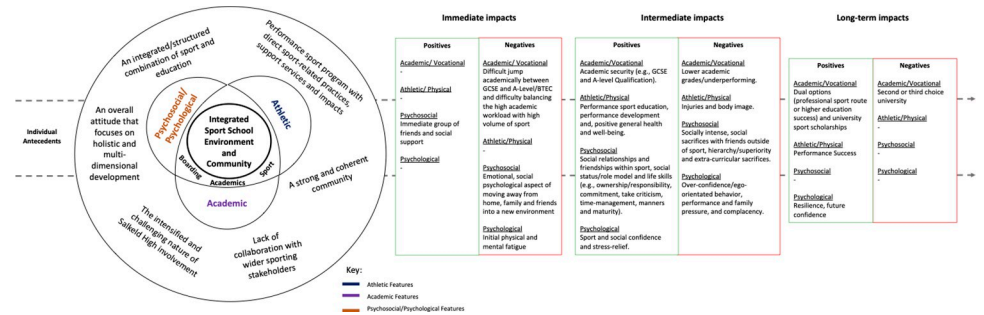 Individual
Antecedents
An integrated/structured
combination of sport and
education
Performance sport program with
direct sport-related practices,
support services and impacts
An overall
attitude that
focuses on
holistic and
multi-
dimensional
development
Psychosocial/
Psychological
Athletic
Integrated
Sport School
Environment
and
Community
Boarding
Academics
Sport
Academic
A strong and coherent
community
The intensified and
challenging nature of
Salkeld High involvement
Lack of
collaboration with
wider sporting
stakeholders
Key:
Athletic Features
Academic Features
Psychosocial/Psychological Features
Immediate impacts
Positives
Academic/ Vocational
-
Athletic/ Physical
-
Psychosocial
Immediate group of
friends and social
support
Psychological
-
Negatives
Academic/ Vocational
Difficult jump
academically between
GCSE and A-Level/BTEC
and difficulty balancing
the high academic
workload with high
volume of sport
Athletic/Physical
-
Psychosocial
Emotional, social
psychological aspect of
moving away from
home, family and friends
into a new environment
Psychological
Initial physical and
mental fatigue
Intermediate impacts
Positives
Academic/Vocational
Academic security (e.g., GCSE
and A-level Qualification).
Athletic/Physical
Performance sport education,
performance development
and, positive general health
and well-being.
Psychosocial
Social relationships and
friendships within sport, social
status/role model and life skills
(e.g., ownership/responsibility,
commitment, take criticism,
time-management, manners
and maturity).
Psychological
Sport and social confidence
and stress-relief.
Negatives
Academic/Vocational
Lower academic
grades/underperforming.
Athletic/Physical
Injuries and body image.
Psychosocial
Socially intense, social
sacrifices with friends outside
of sport, hierarchy/superiority
and extra-curricular sacrifices.
Psychological
Over-confidence/ego-
orientated behavior,
performance and family
pressure, and complacency.
Long-term impacts
Positives
Academic/Vocational
Dual options
(professional sport route
or higher education
success) and university
sport scholarships
Athletic/Physical
Performance Success
Psychosocial
-
Psychological
Resilience, future
confidence
Negatives
Academic/Vocational
Second or third choice
university
Athletic/Physical
-
Psychosocial
-
Psychological
-